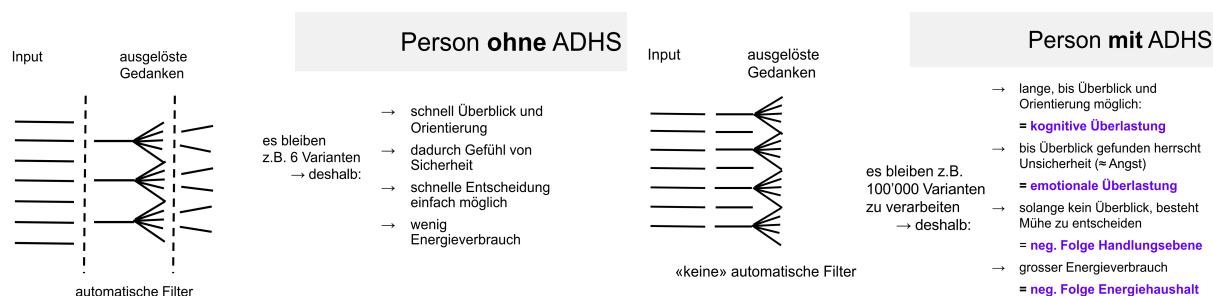 Person ohne ADHS
Input
ausgelöste
Gedanken
es bleiben
z.B. 6 Varianten
→ deshalb:
→ schnell Überblick und
Orientierung
→ dadurch Gefühl von
Sicherheit
→ schnelle Entscheidung
einfach möglich
→ wenig
Energieverbrauch
automatische Filter
Person mit ADHS
Input
ausgelöste
Gedanken
«keine» automatische Filter
es bleiben z.B.
100'000 Varianten
zu verarbeiten
→ deshalb:
→ lange, bis Überblick und
Orientierung möglich:
= kognitive Überlastung
→ bis Überblick gefunden herrscht
Unsicherheit (≈ Angst)
= emotionale Überlastung
→ solange kein Überblick, besteht
Mühe zu entscheiden
= neg. Folge Handlungsebene
→ grosser Energieverbrauch
= neg. Folge Energiehaushalt